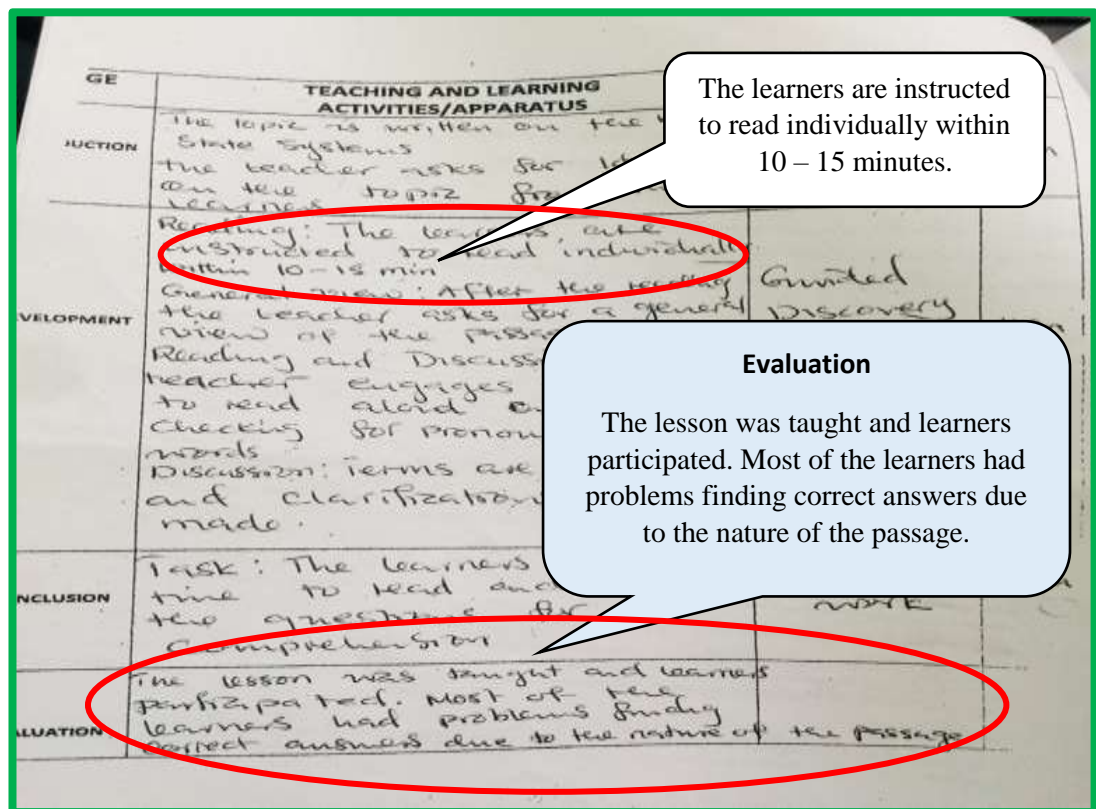 GE
TEACHING AND LEARNING
ACTIVITIES/APPARATUS
UCTION
The topic is written on the
State Systems
the teacher asks for
on the topic
learners
VELOPMENT
Reading: The learners are
instructed to read individually
within 10-15 min
General view: After the reading
the teacher asks for a general
view of the passage
Reading and Discuss
teacher engages
to read aloud
checking for pronou
words
Discussion: Terms are
and clarification
made.
Guided
Discovery
NCLUSION
Task: The learners
time to read and
the questions for
comprehension
work
LUATION
The lesson was taught and learners
participated. Most of the
learners had problems finding
correct answers due to the nature of the passage
The learners are instructed
to read individually within
10 – 15 minutes.
Evaluation
The lesson was taught and learners
participated. Most of the learners had
problems finding correct answers due
to the nature of the passage.